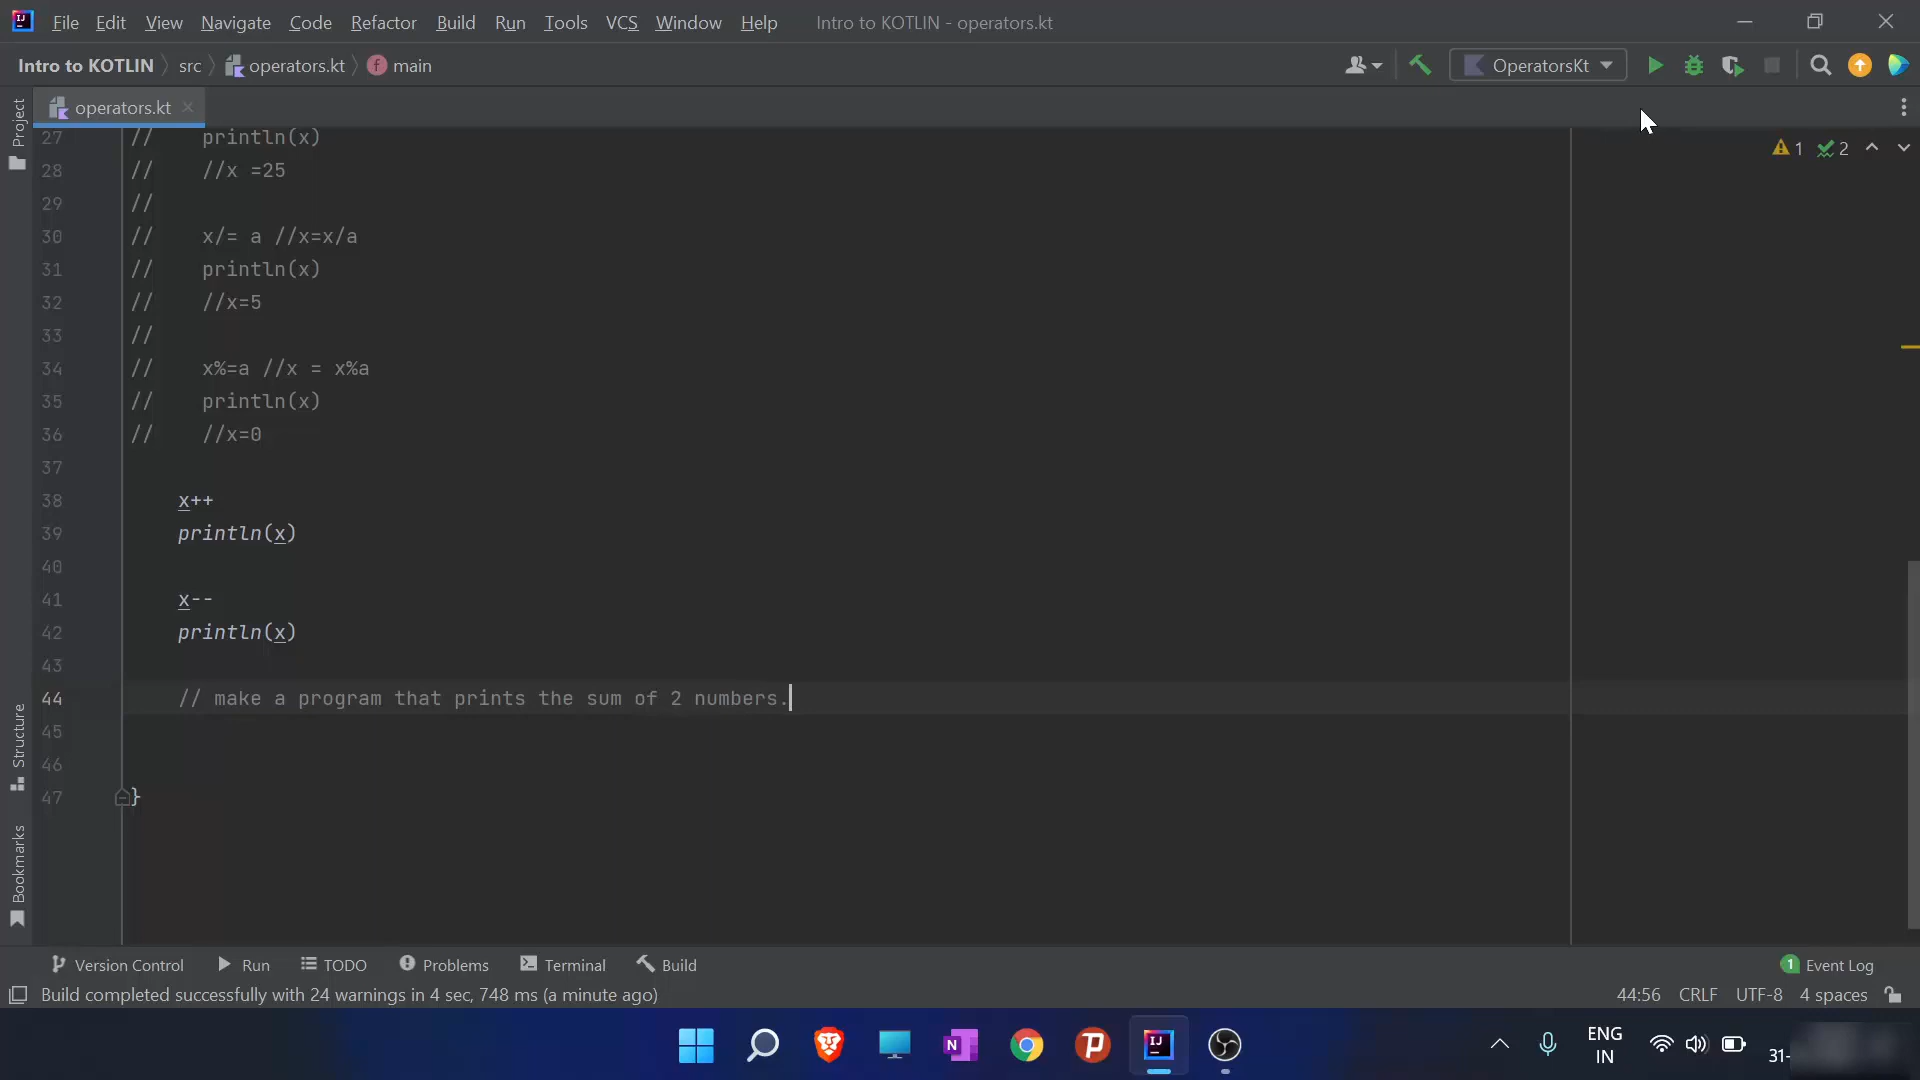 File Edit View Navigate Code Refactor Build Run Tools VCS Window Help Intro to KOTLIN - operators.kt
Intro to KOTLIN src operators.kt main OperatorsKt
Project
operators.kt
27 // println(x)
1 2
28 // //x =25
29 //
30 // x/= a //x=x/a
31 // println(x)
32 // //x=5
33 //
34 // x%=a //x = x%a
35 // println(x)
36 // //x=0
37
38 x++
39 println(x)
40
41 x--
42 println(x)
43
44 // make a program that prints the sum of 2 numbers.
45
46
47 }
Structure
Bookmarks
Version Control Run TODO Problems Terminal Build 1 Event Log
Build completed successfully with 24 warnings in 4 sec, 748 ms (a minute ago) 44:56 CRLF UTF-8 4 spaces
ENG
IN
31-